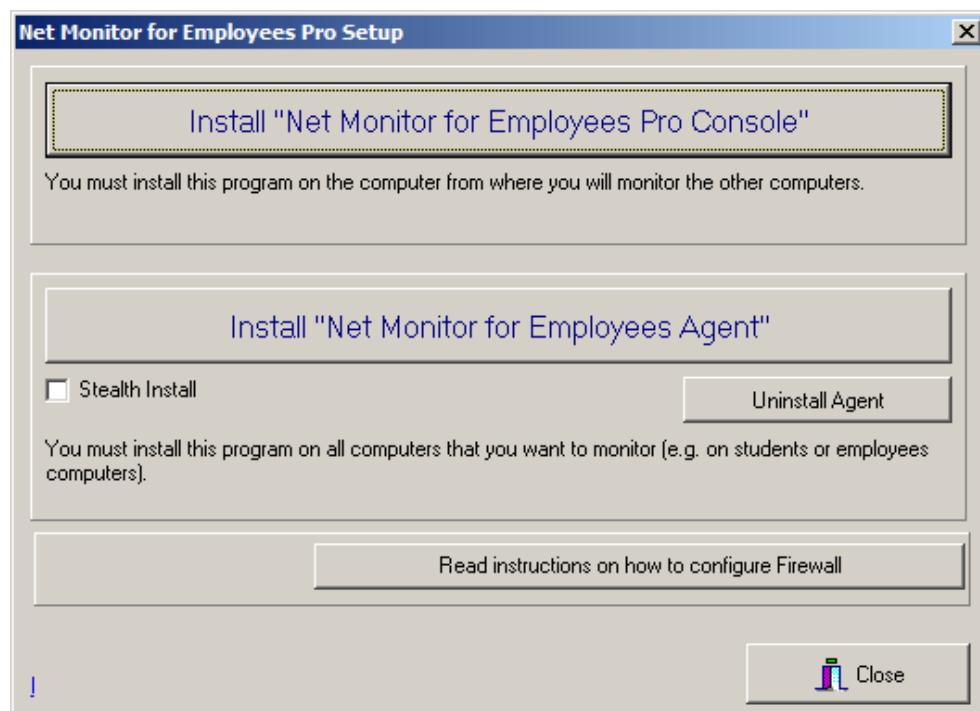 Net Monitor for Employees Pro Setup
Install "Net Monitor for Employees Pro Console"
You must install this program on the computer from where you will monitor the other computers.
Install "Net Monitor for Employees Agent"
Stealth Install
Uninstall Agent
You must install this program on all computers that you want to monitor (e.g. on students or employees
computers).
Read instructions on how to configure Firewall
Close